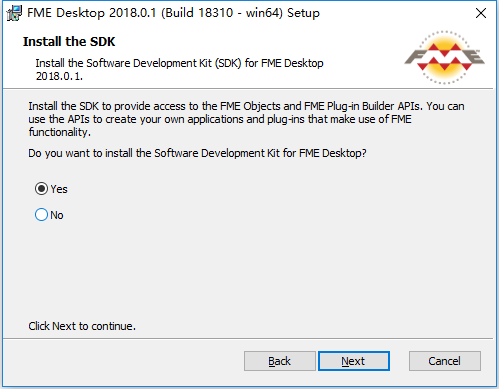 FME Desktop 2018.0.1 (Build 18310 - win64) Setup
Install the SDK
Install the Software Development Kit (SDK) for FME Desktop
2018.0.1.
FME
Install the SDK to provide access to the FME Objects and FME Plug-in Builder APIs. You can
use the APIs to create your own applications and plug-ins that make use of FME
functionality.
Do you want to install the Software Development Kit for FME Desktop?
Yes
No
Click Next to continue.
Back
Next
Cancel